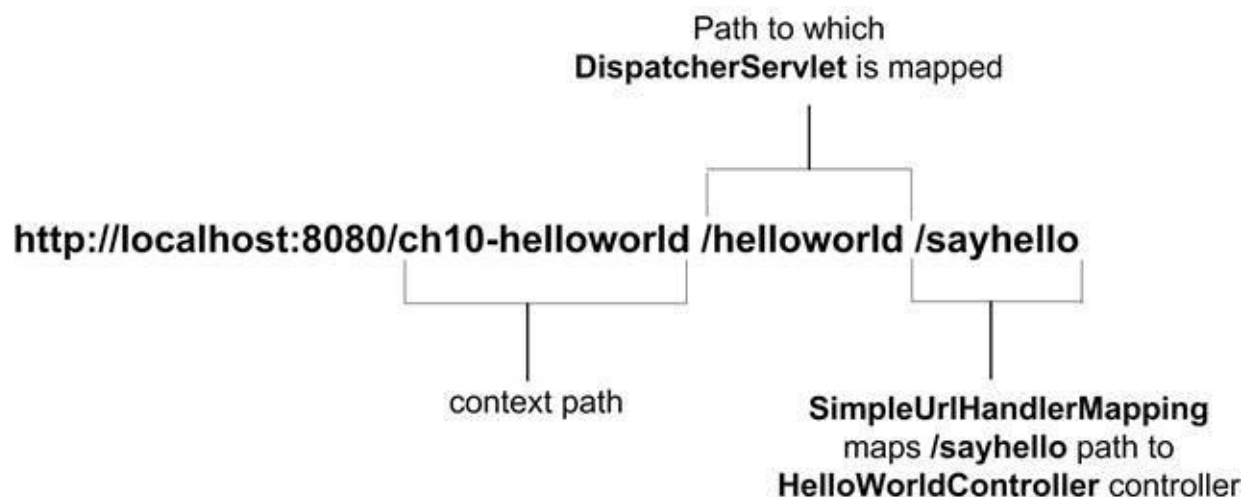 Path to which
DispatcherServlet is mapped
http://localhost:8080/ch10-helloworld /helloworld /sayhello
context path
SimpleUrlHandlerMapping
maps /sayhello path to
HelloWorldController controller